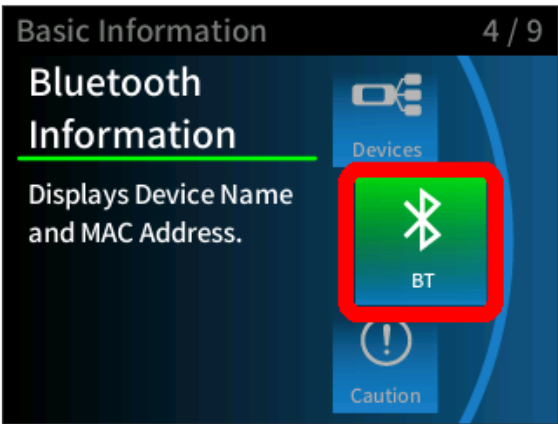 Basic Information 4 / 9
Bluetooth
Information
Displays Device Name
and MAC Address.
Devices
BT
Caution